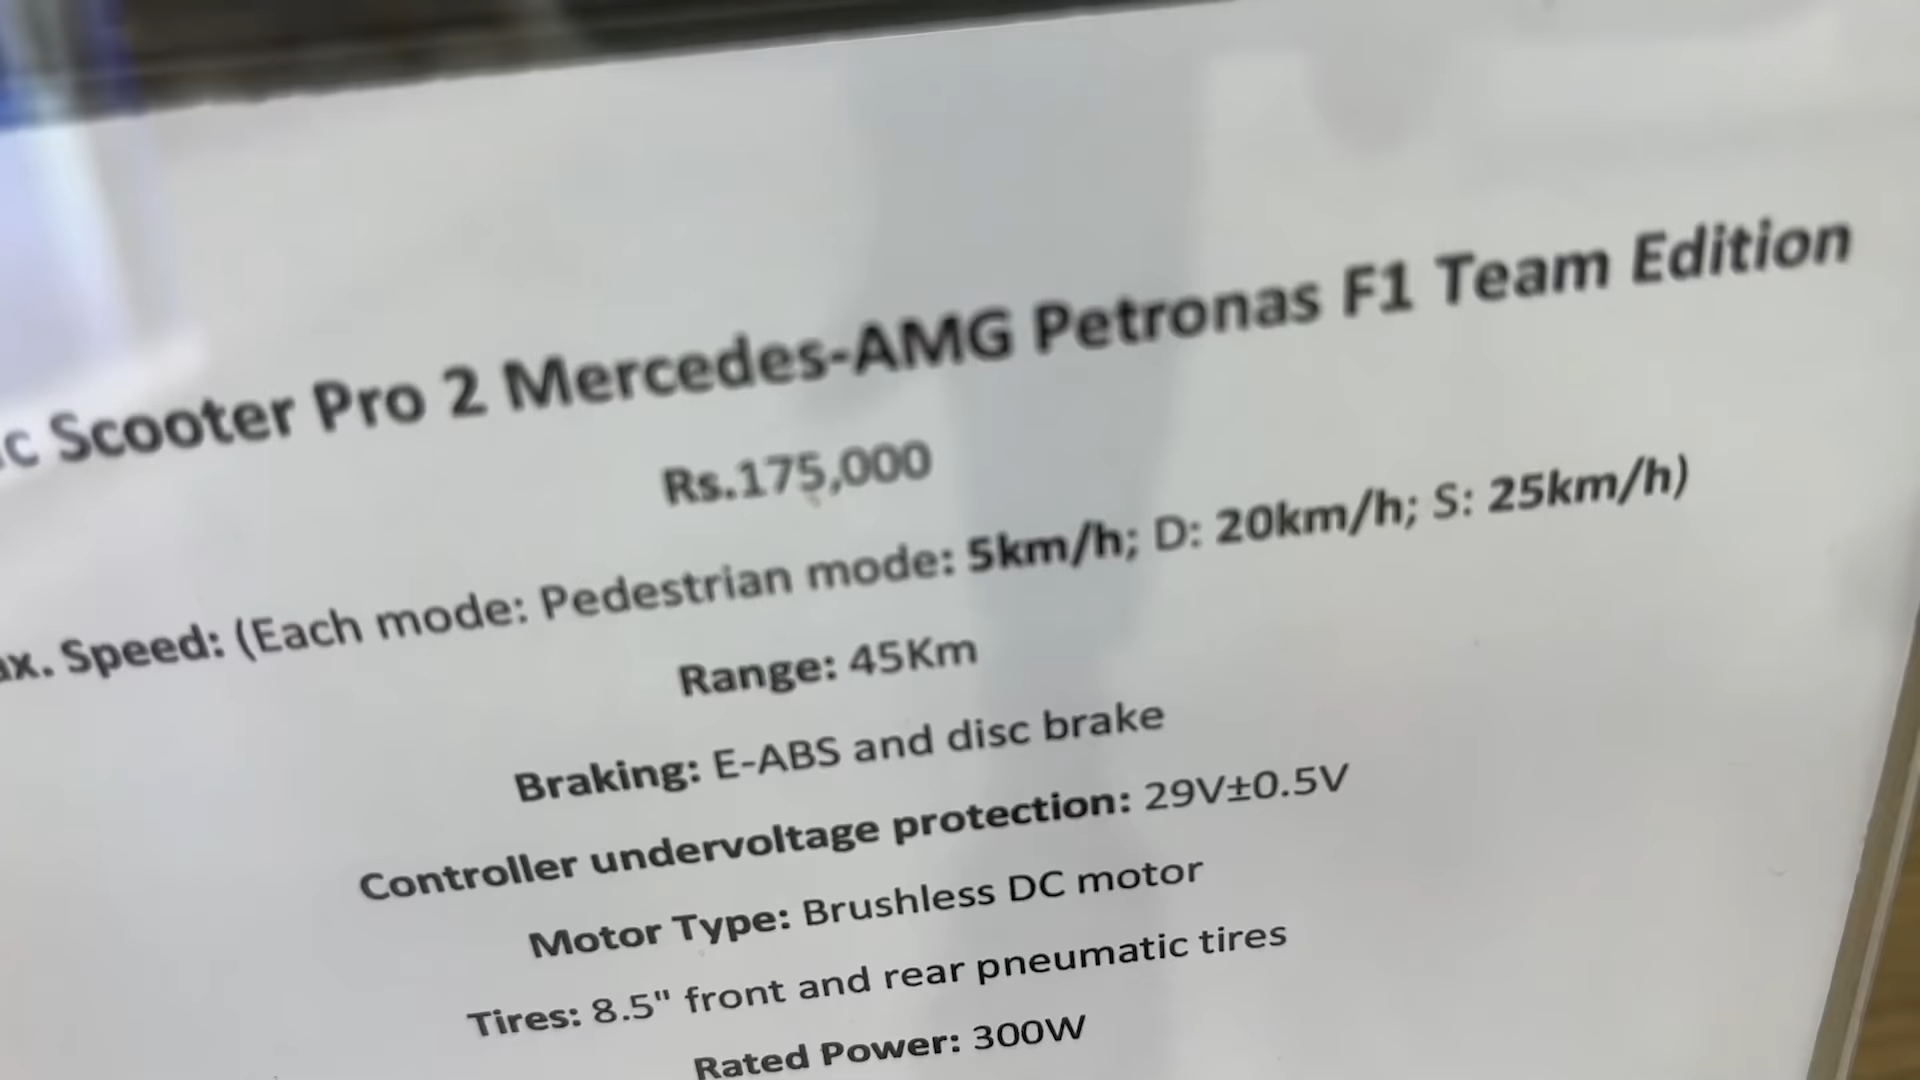 c Scooter Pro 2 Mercedes-AMG Petronas F1 Team Edition
Rs.175,000
ax. Speed: (Each mode: Pedestrian mode: 5km/h; D: 20km/h; S: 25km/h)
Range: 45Km
Braking: E-ABS and disc brake
Controller undervoltage protection: 29V±0.5V
Motor Type: Brushless DC motor
Tires: 8.5" front and rear pneumatic tires
Rated Power: 300W